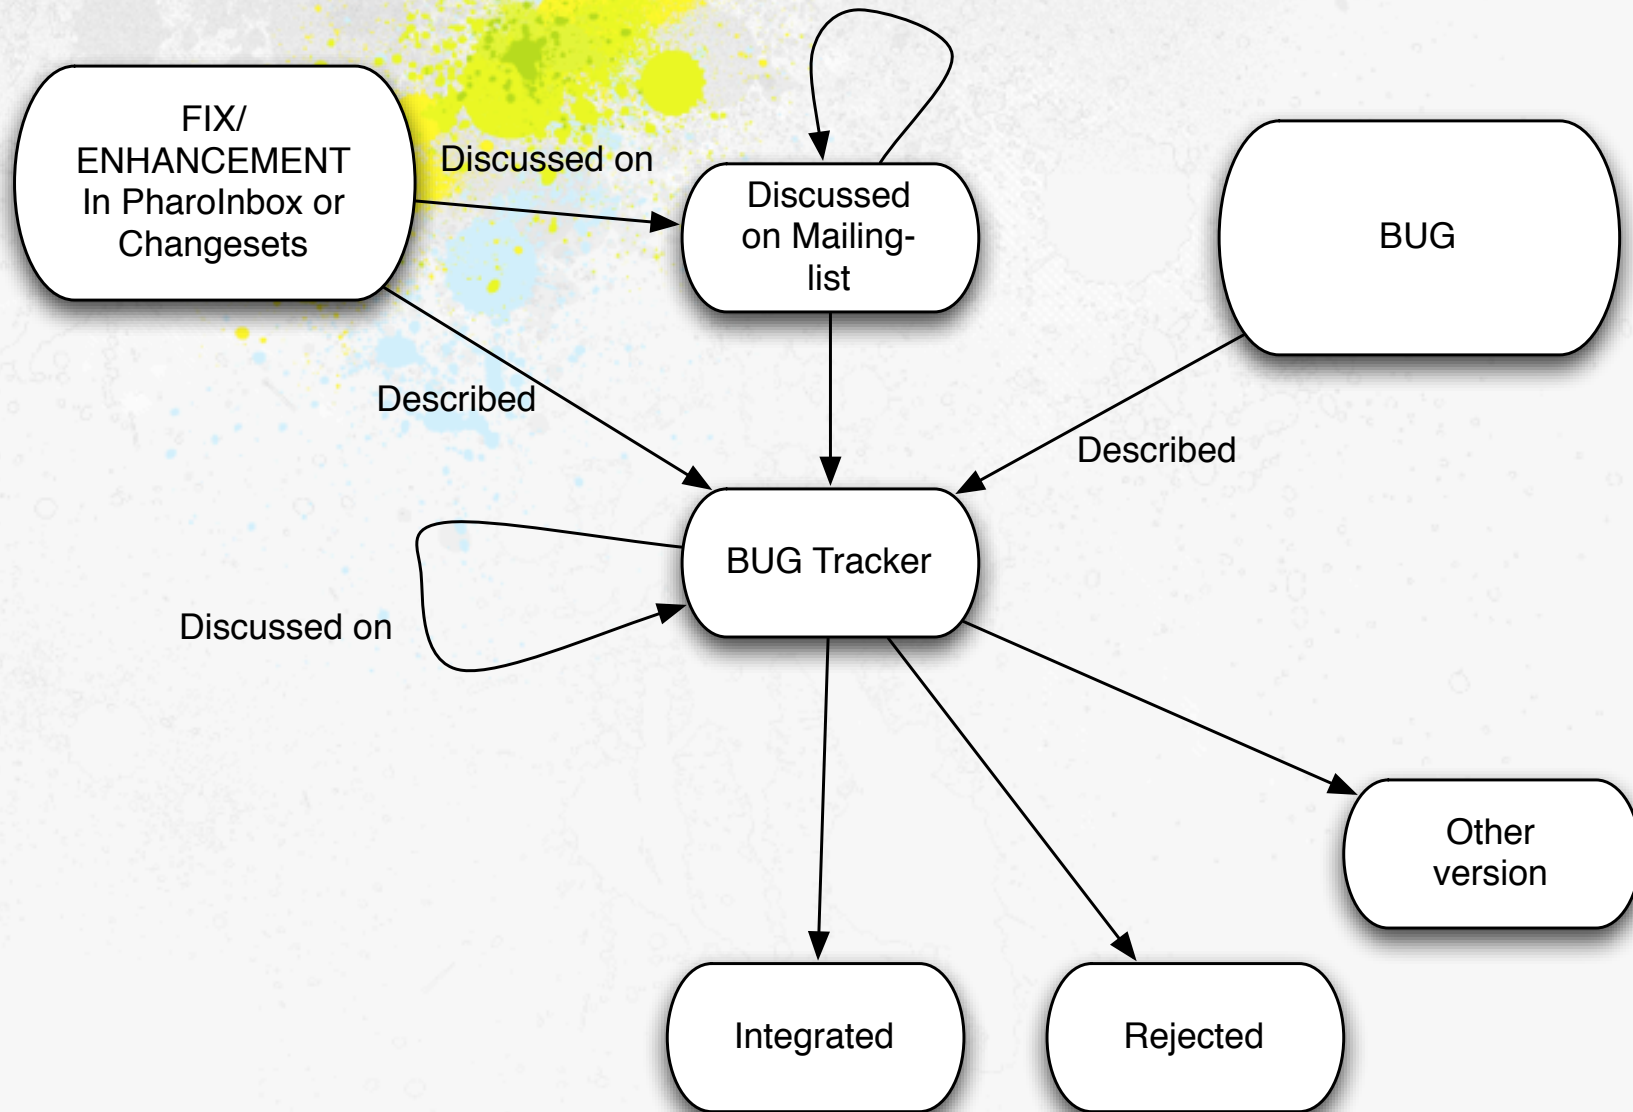 FIX/
ENHANCEMENT
In PharoInbox or
Changesets
Discussed on
Discussed
on Mailing-
list
BUG
Described
Described
BUG Tracker
Discussed on
Other
version
Integrated
Rejected